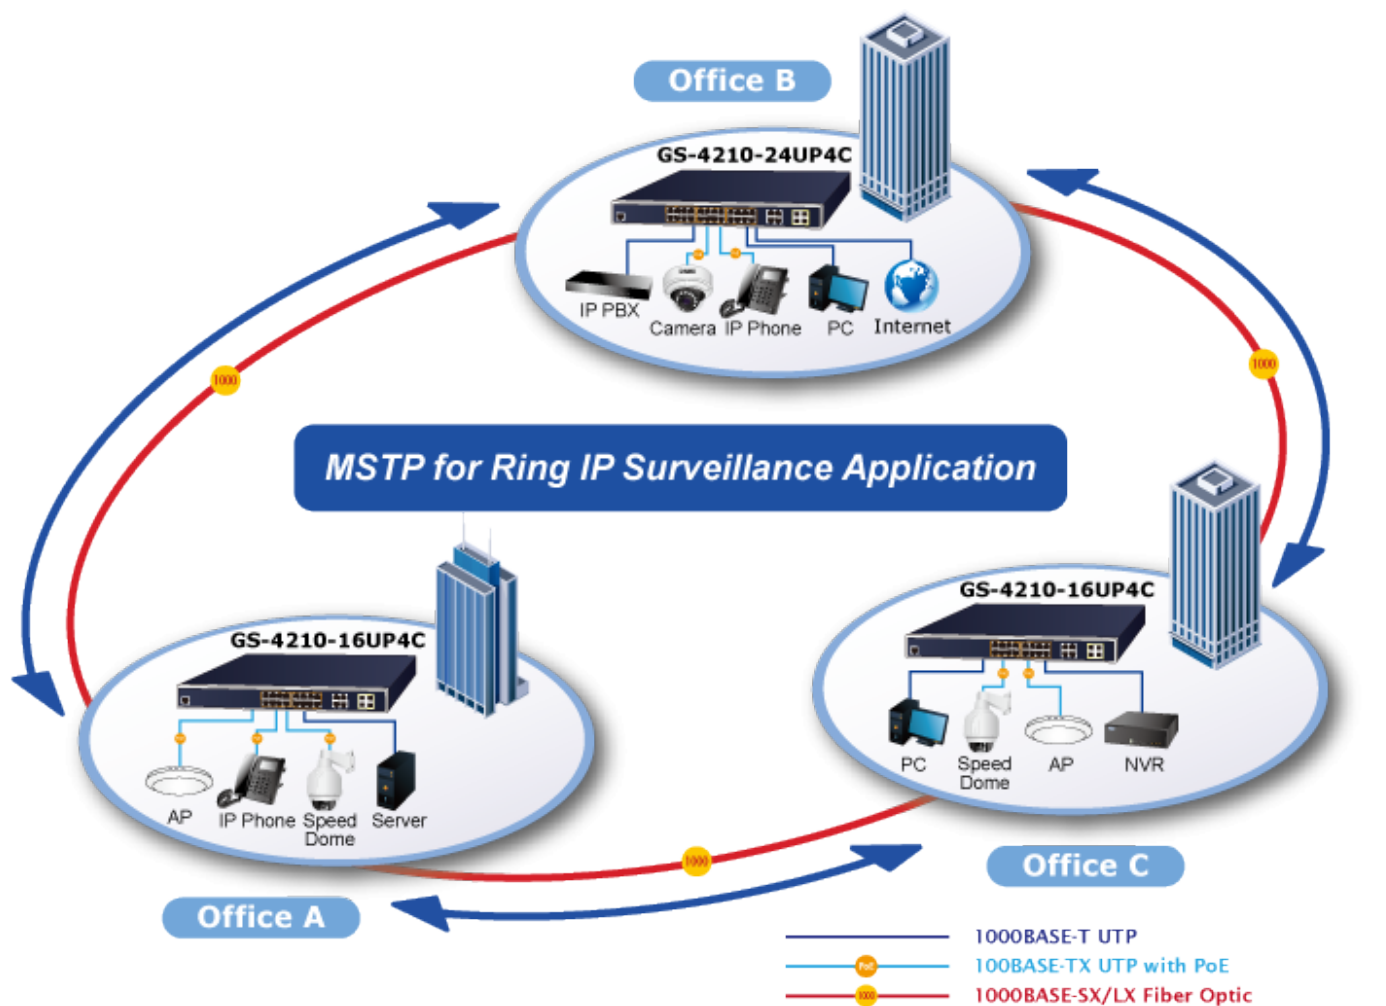 Office B
GS-4210-24UP4C
IP PBX
Camera
IP Phone
PC
Internet
1000
1000
MSTP for Ring IP Surveillance Application
GS-4210-16UP4C
AP
IP Phone
Speed
Dome
Server
Office A
GS-4210-16UP4C
PC
Speed
Dome
AP
NVR
Office C
1000
1000BASE-T UTP
PoE
100BASE-TX UTP with PoE
1000
1000BASE-SX/LX Fiber Optic